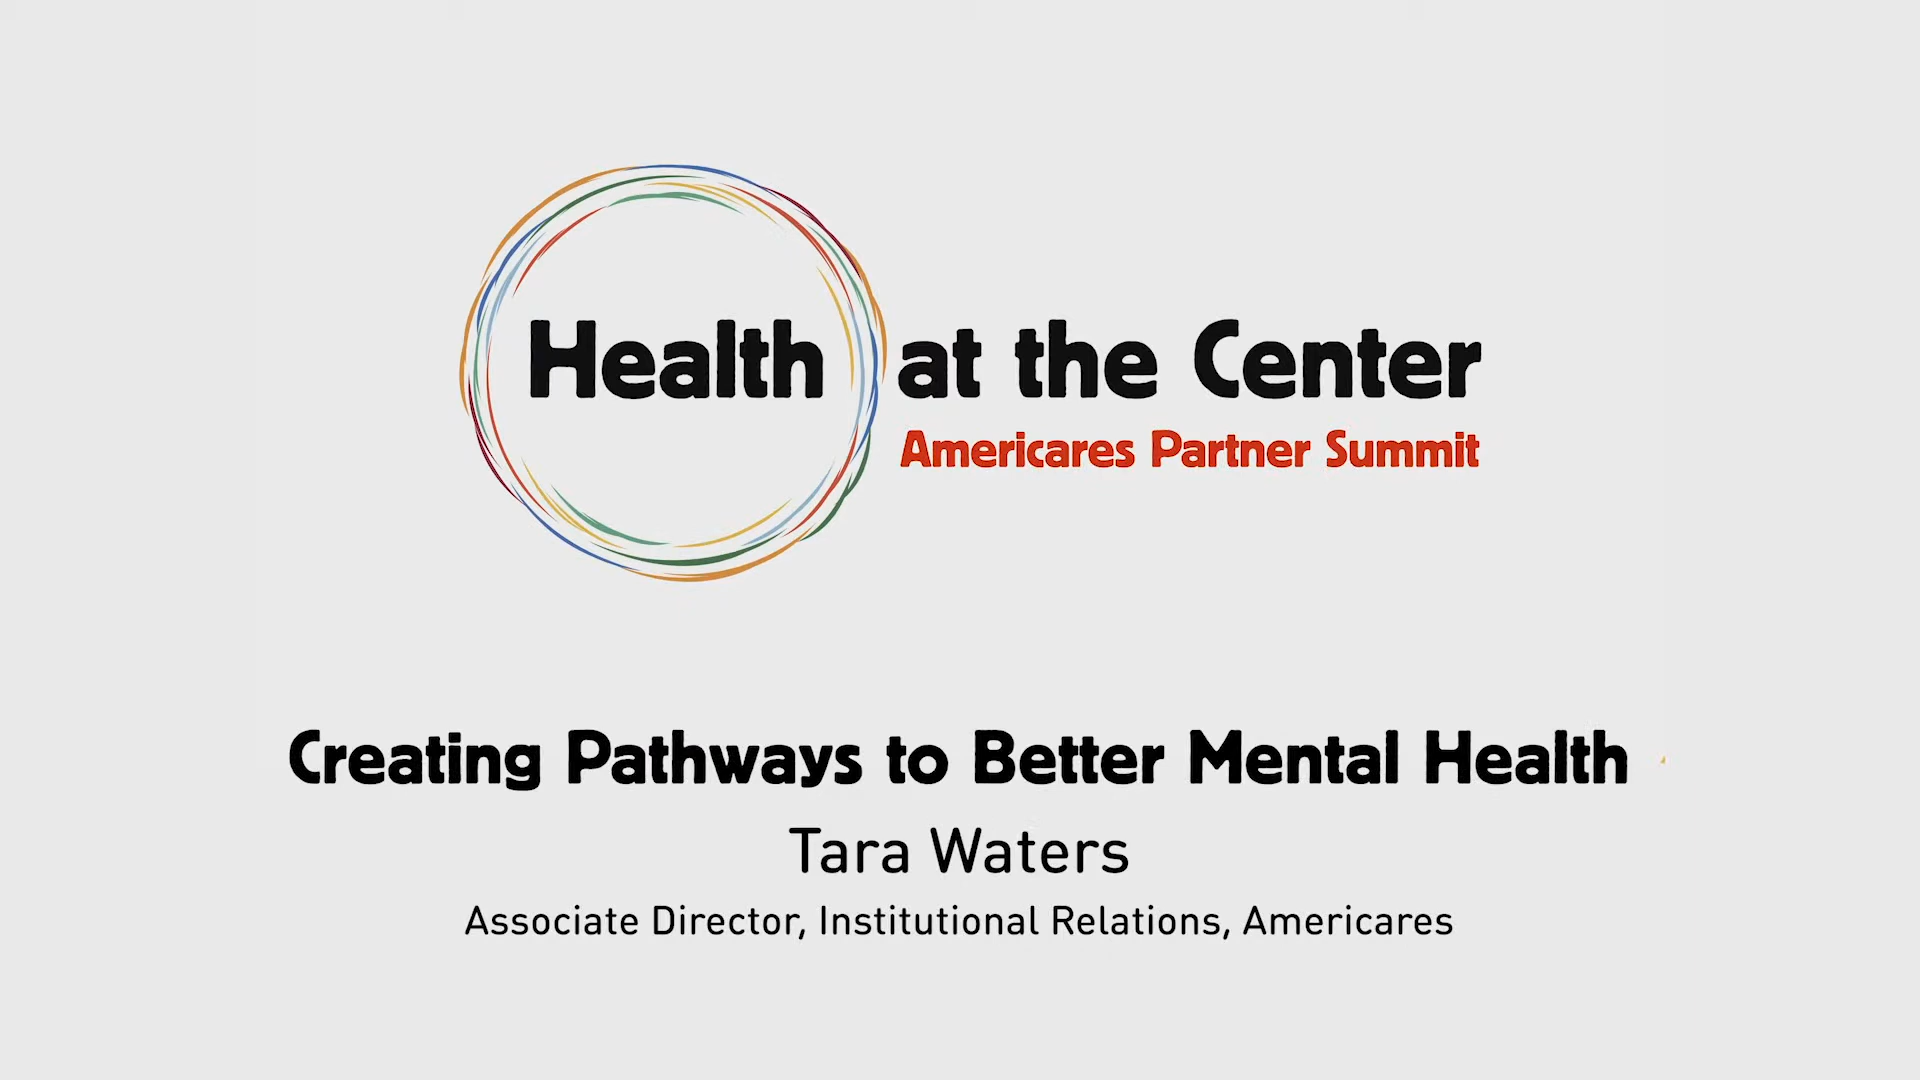 Health at the Center
Americares Partner Summit
Creating Pathways to Better Mental Health
Tara Waters
Associate Director, Institutional Relations, Americares